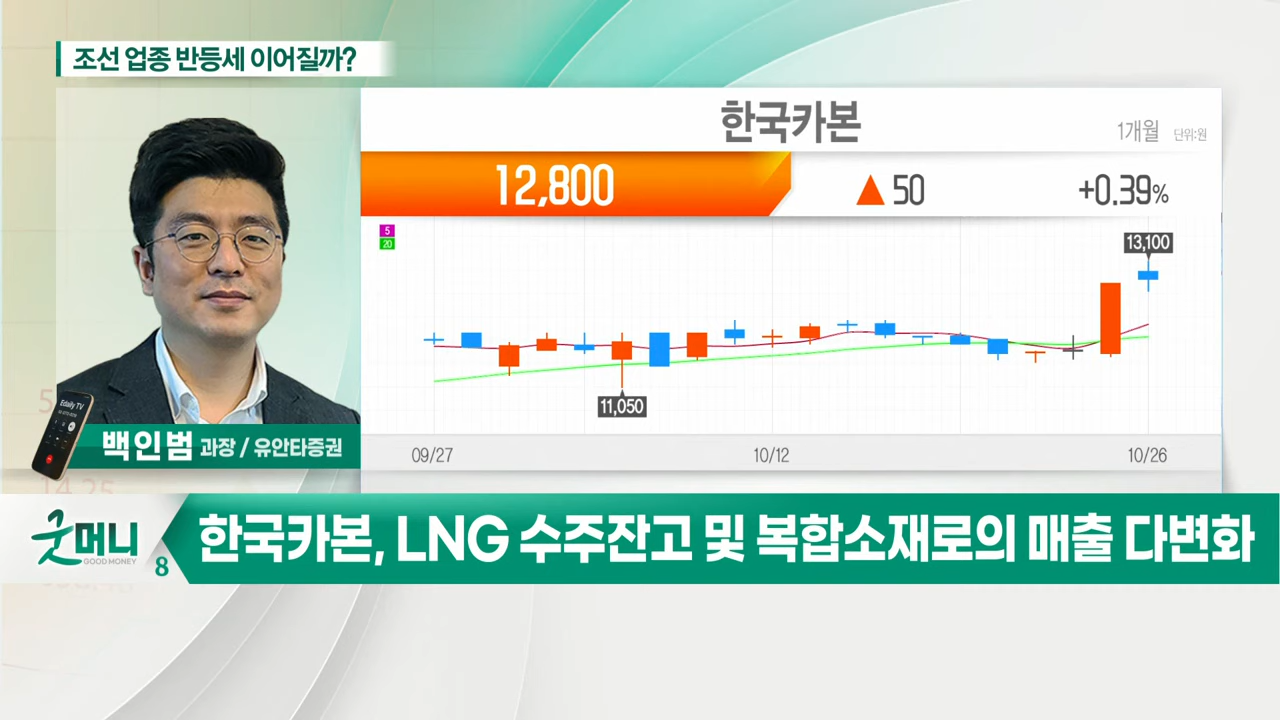 조선 업종 반등세 이어질까?
한국카본
1개월 단위:원
12,800 ▲ 50 +0.39%
5
20
13,100
11,050
09/27 10/12 10/26
Edaily TV
백인범 과장 / 유안타증권
14.25
굿머니
GOOD MONEY
8
한국카본, LNG 수주잔고 및 복합소재로의 매출 다변화